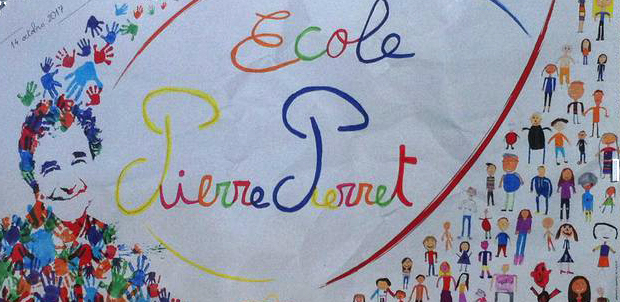 14 octobre 2017
Ecole
Pierre Perret